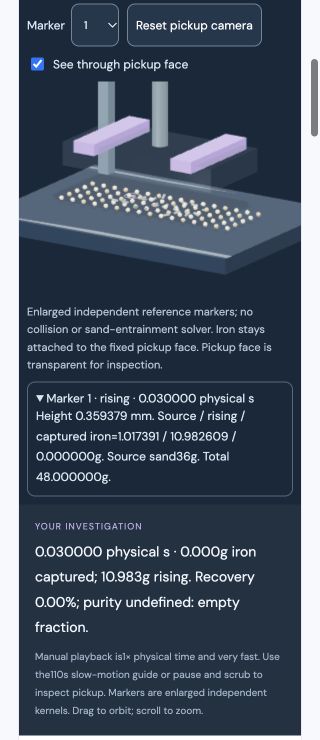 Marker 1 Reset pickup camera
See through pickup face
Enlarged independent reference markers; no
collision or sand-entrainment solver. Iron stays
attached to the fixed pickup face. Pickup face is
transparent for inspection.
▼ Marker 1 · rising · 0.030000 physical s
Height 0.359379 mm. Source / rising /
captured iron=1.017391 / 10.982609 /
0.000000g. Source sand36g. Total
48.000000g.
YOUR INVESTIGATION
0.030000 physical s · 0.000g iron
captured; 10.983g rising. Recovery
0.00%; purity undefined: empty
fraction.
Manual playback is1× physical time and very fast. Use
the110s slow-motion guide or pause and scrub to
inspect pickup. Markers are enlarged independent
kernels. Drag to orbit; scroll to zoom.